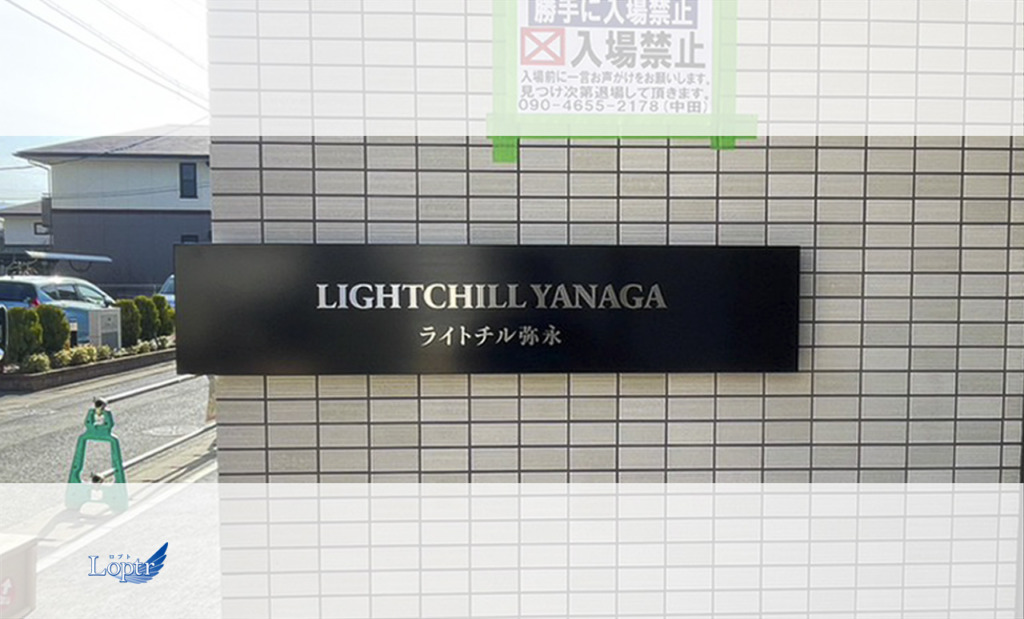 勝手に入場禁止
入場禁止
入場前に一言お声がけをお願いします。
見つけ次第退場して頂きます。
090-4655-2178(中田)
LIGHTCHILL YANAGA
ライトチル弥永
ロプト
Loptr